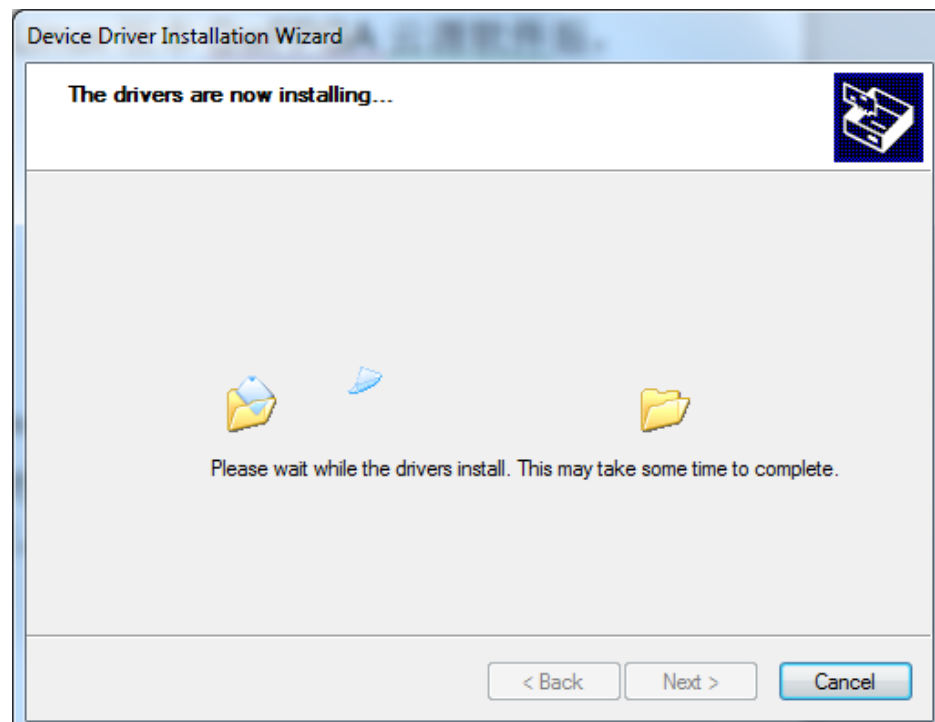 Device Driver Installation Wizard
The drivers are now installing...
Please wait while the drivers install. This may take some time to complete.
< Back
Next >
Cancel